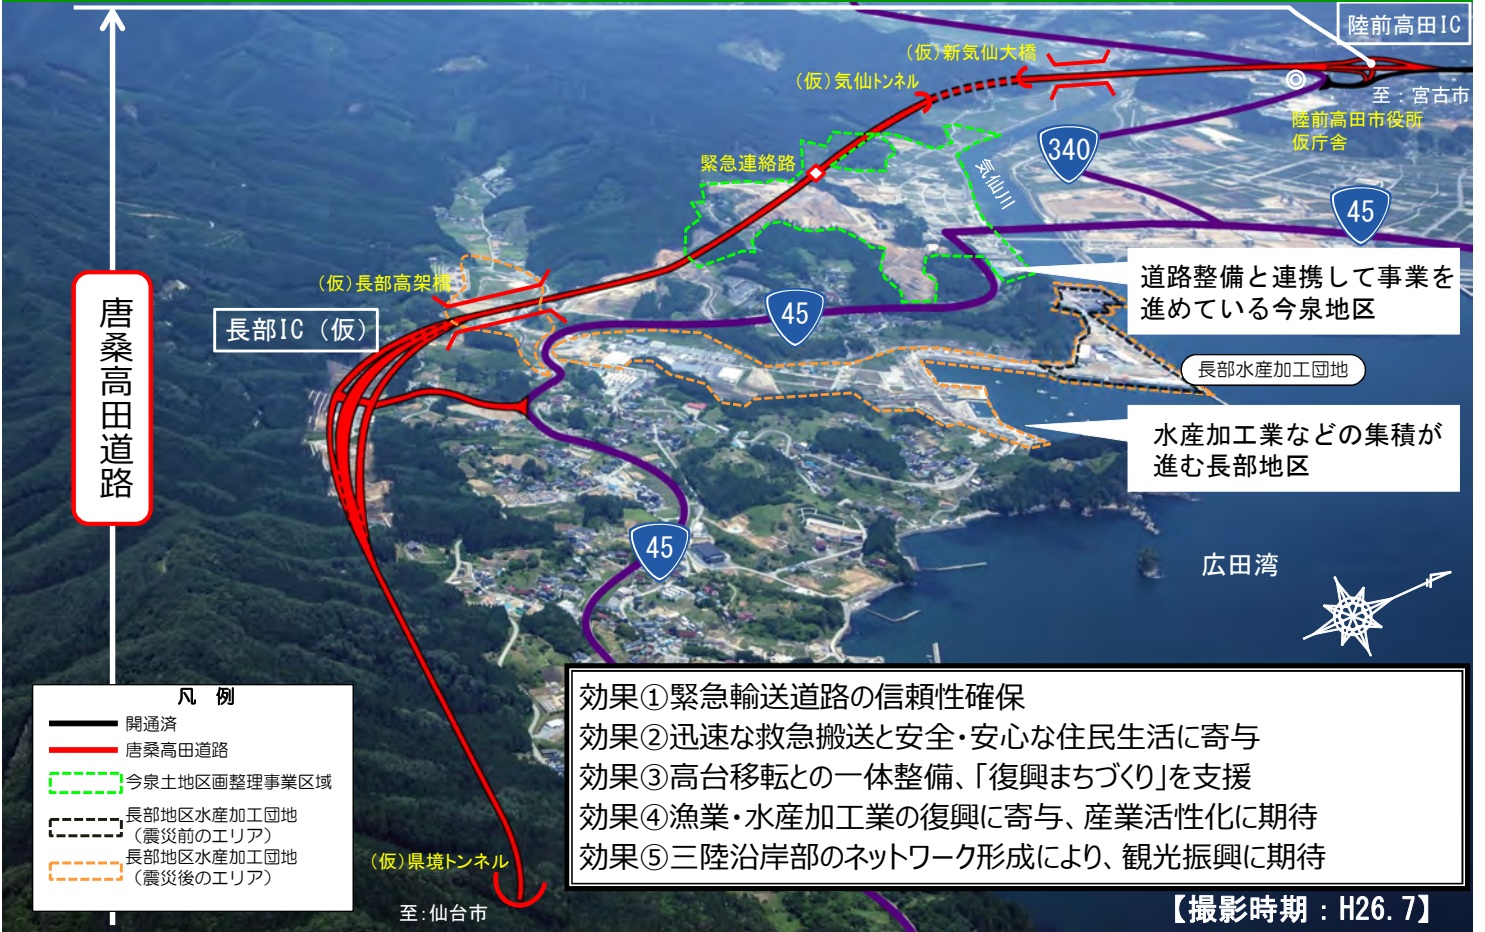 陸前高田IC
(仮)新気仙大橋
(仮)気仙トンネル
至：宮古市
陸前高田市役所
仮庁舎
緊急連絡路
340
気仙川
45
道路整備と連携して事業を
進めている今泉地区
(仮)長部高架橋
長部IC（仮）
45
長部水産加工団地
水産加工業などの集積が
進む長部地区
唐桑高田道路
45
広田湾
凡 例
開通済
唐桑高田道路
今泉土地区画整理事業区域
長部地区水産加工団地
（震災前のエリア）
長部地区水産加工団地
（震災後のエリア）
効果①緊急輸送道路の信頼性確保
効果②迅速な救急搬送と安全・安心な住民生活に寄与
効果③高台移転との一体整備、「復興まちづくり」を支援
効果④漁業・水産加工業の復興に寄与、産業活性化に期待
効果⑤三陸沿岸部のネットワーク形成により、観光振興に期待
(仮)県境トンネル
至:仙台市
【撮影時期：H26.7】